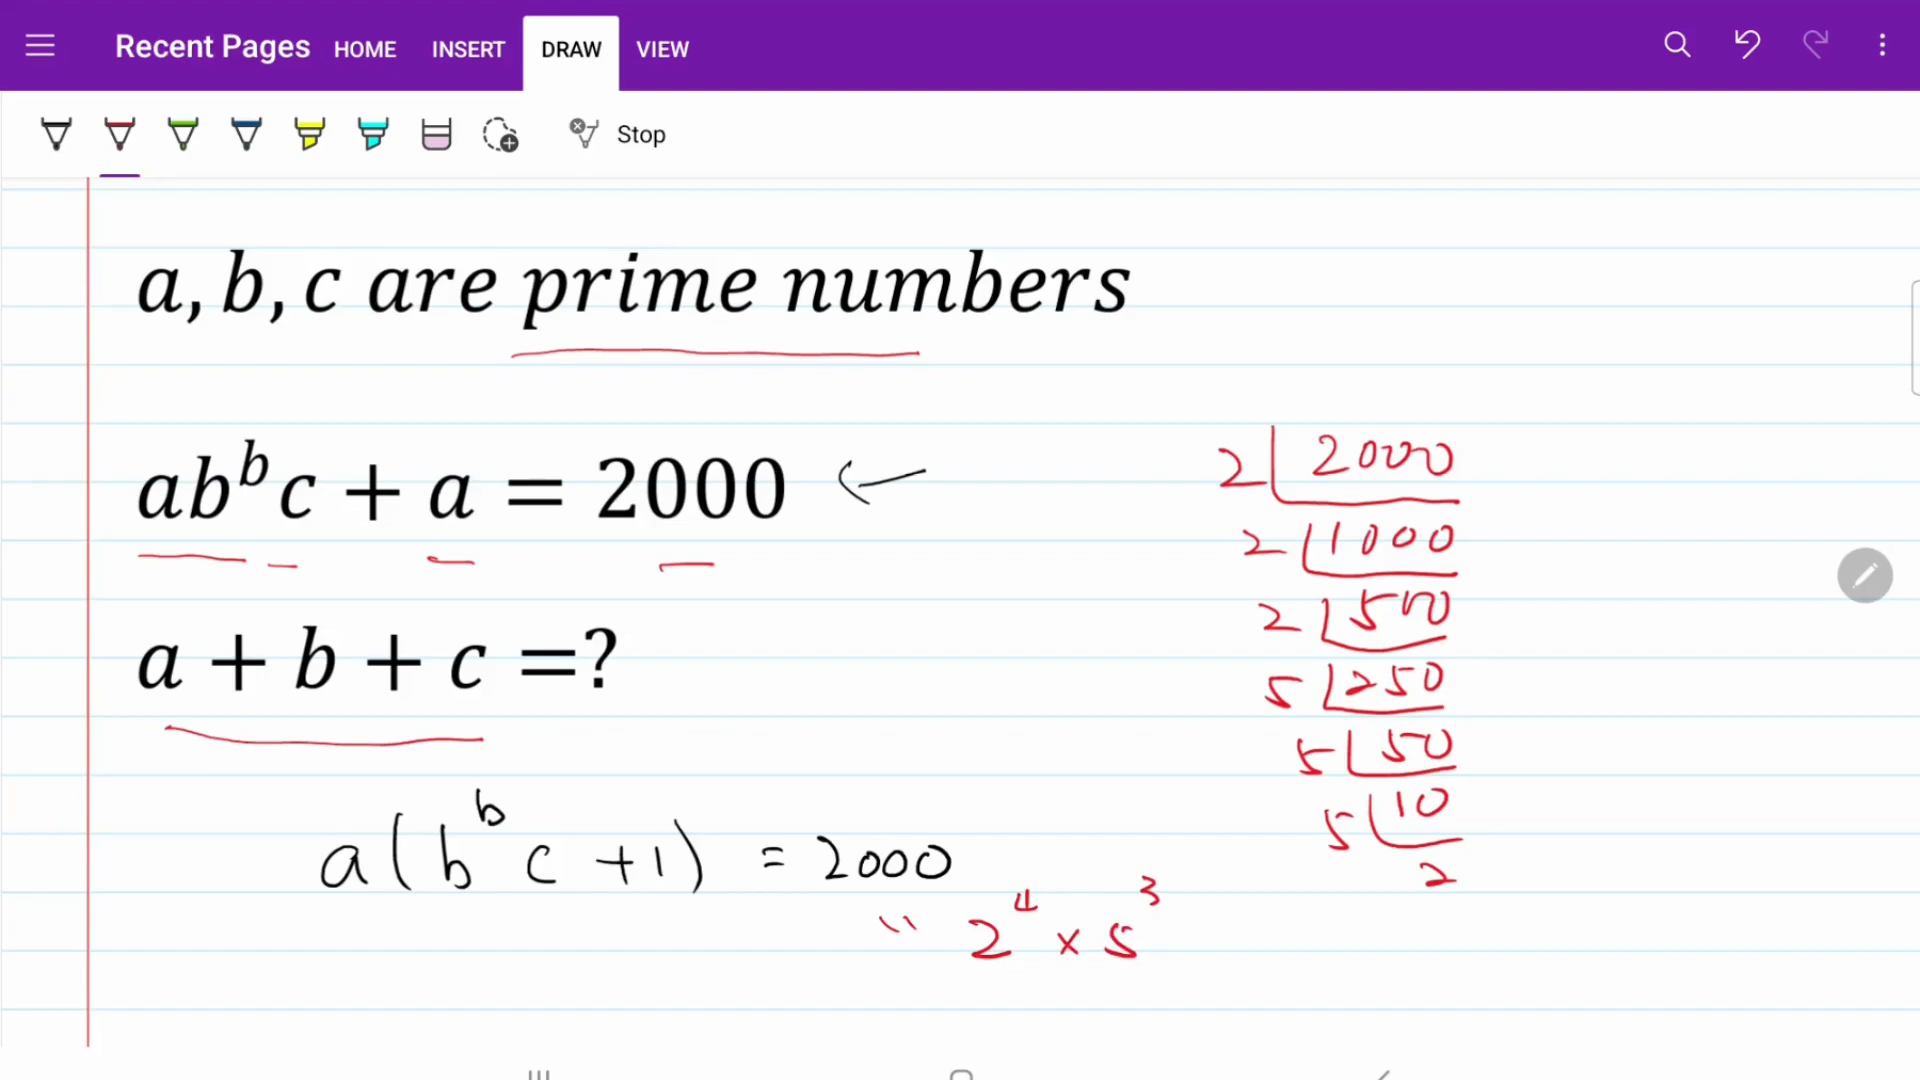 Recent Pages HOME INSERT DRAW VIEW
Stop
a, b, c are prime numbers
ab^b c + a = 2000
a + b + c =?
a(b^b c + 1) = 2000
" 2^4 × 5^3
2 2000
2 1000
2 500
5 250
5 50
5 10
2